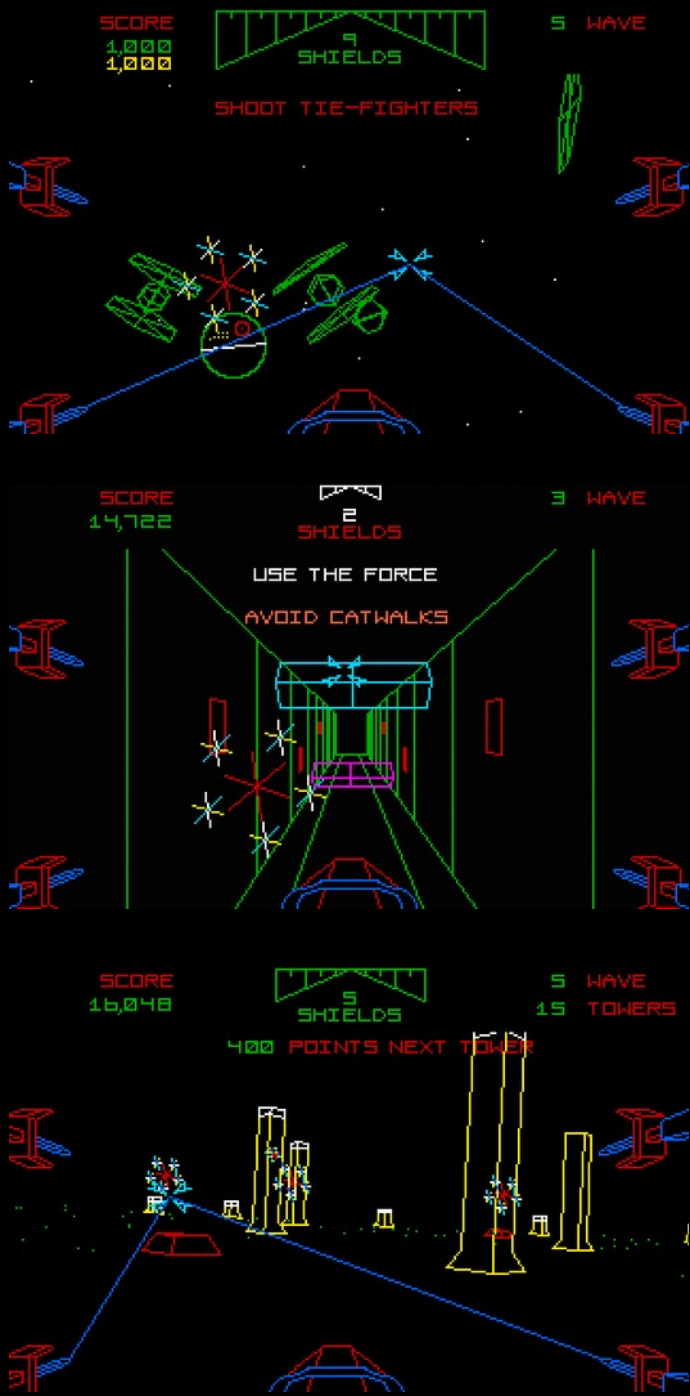 SCORE
1,000
1,000
9
SHIELDS
5 WAVE
SHOOT TIE-FIGHTERS
SCORE
14,722
2
SHIELDS
3 WAVE
USE THE FORCE
AVOID CATWALKS
SCORE
16,048
5
SHIELDS
5 WAVE
15 TOWERS
400 POINTS NEXT TOWER